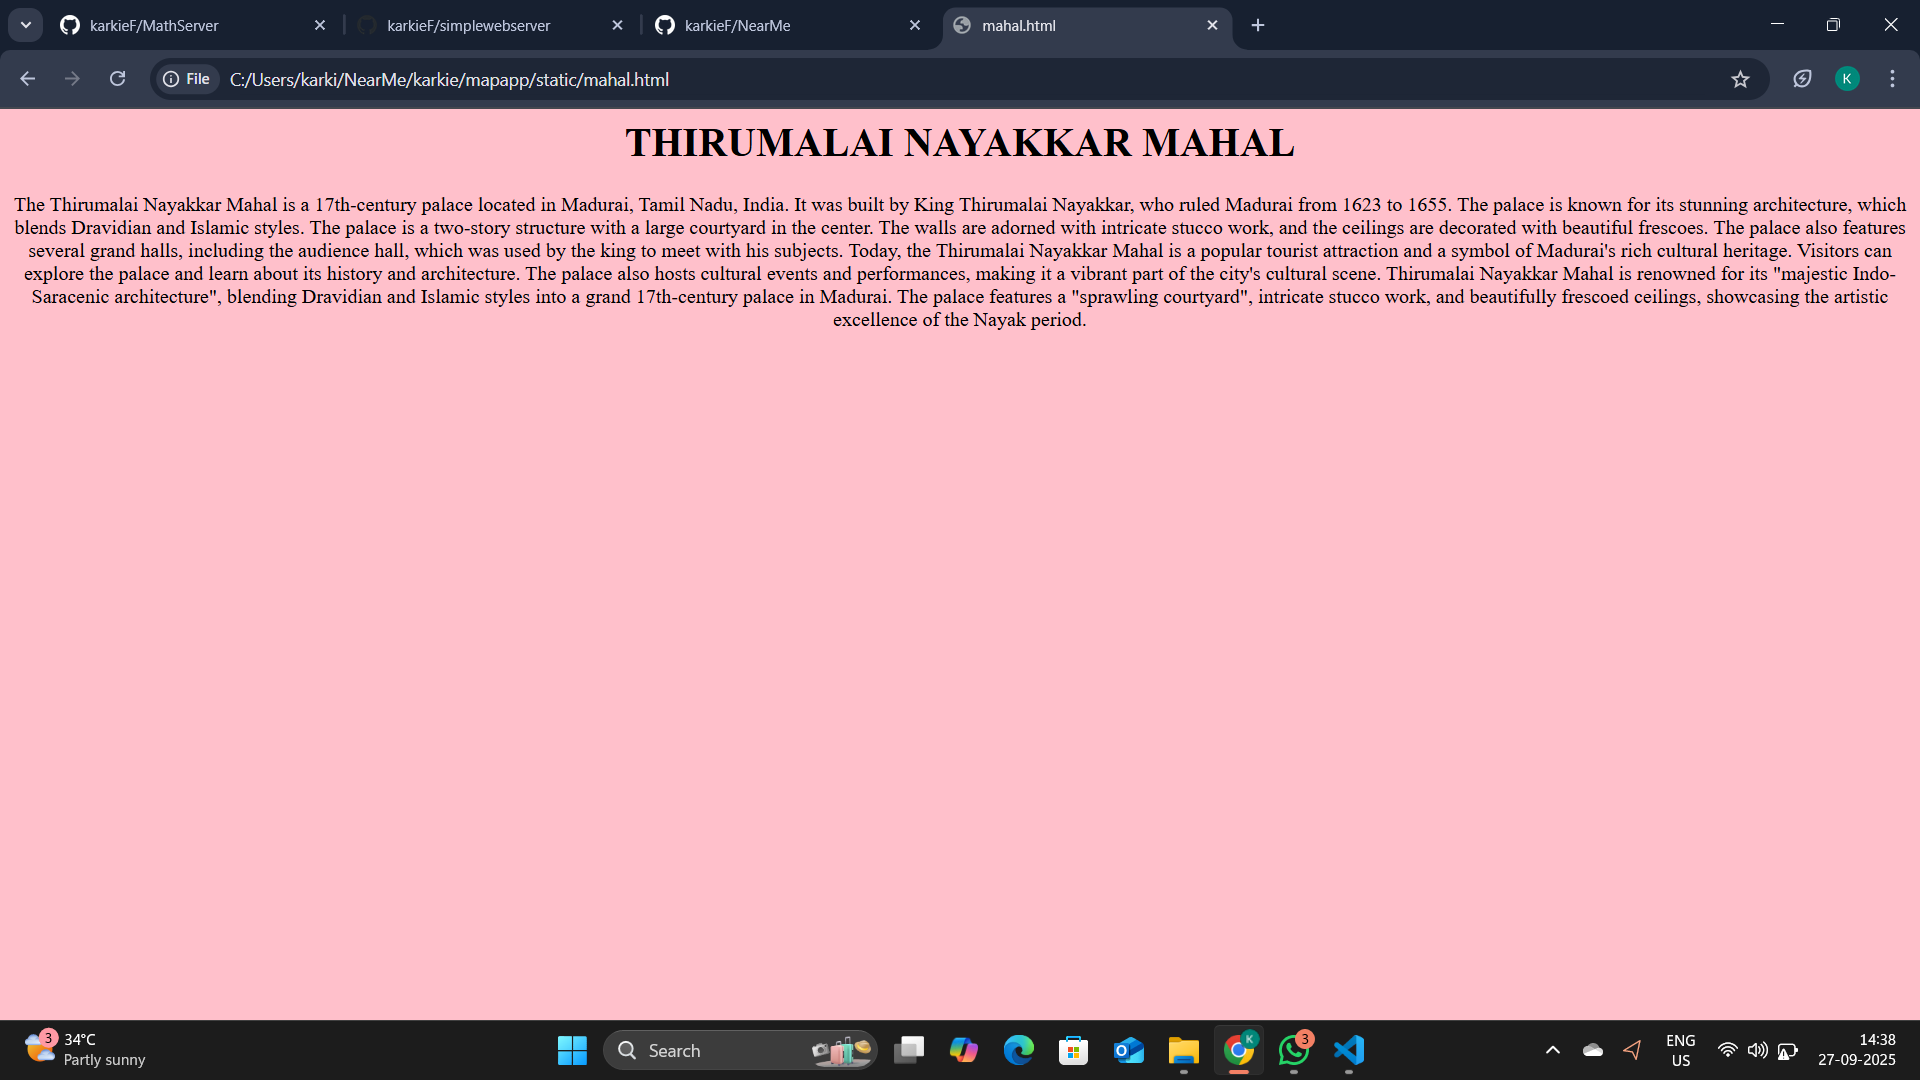 karkieF/MathServer
karkieF/simplewebserver
karkieF/NearMe
mahal.html
File
C:/Users/karki/NearMe/karkie/mapapp/static/mahal.html
K
THIRUMALAI NAYAKKAR MAHAL
The Thirumalai Nayakkar Mahal is a 17th-century palace located in Madurai, Tamil Nadu, India. It was built by King Thirumalai Nayakkar, who ruled Madurai from 1623 to 1655. The palace is known for its stunning architecture, which
blends Dravidian and Islamic styles. The palace is a two-story structure with a large courtyard in the center. The walls are adorned with intricate stucco work, and the ceilings are decorated with beautiful frescoes. The palace also features
several grand halls, including the audience hall, which was used by the king to meet with his subjects. Today, the Thirumalai Nayakkar Mahal is a popular tourist attraction and a symbol of Madurai's rich cultural heritage. Visitors can
explore the palace and learn about its history and architecture. The palace also hosts cultural events and performances, making it a vibrant part of the city's cultural scene. Thirumalai Nayakkar Mahal is renowned for its "majestic Indo-
Saracenic architecture", blending Dravidian and Islamic styles into a grand 17th-century palace in Madurai. The palace features a "sprawling courtyard", intricate stucco work, and beautifully frescoed ceilings, showcasing the artistic
excellence of the Nayak period.
3
34°C
Partly sunny
Search
K
3
ENG
US
14:38
27-09-2025